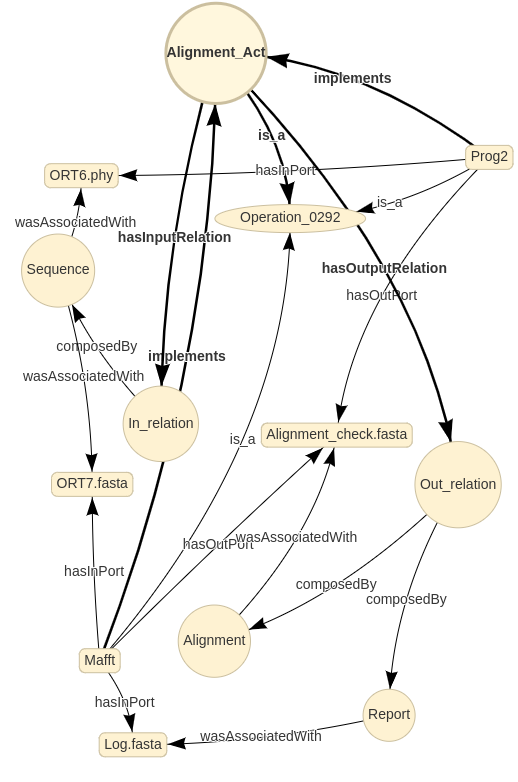 Alignment_Act
implements
is_a
Prog2
hasInPort
ORT6.phy
is_a
Operation_0292
wasAssociatedWith
hasInputRelation
Sequence
hasOutputRelation
hasOutPort
composedBy
implements
wasAssociatedWith
In_relation
Alignment_check.fasta
is_a
ORT7.fasta
Out_relation
hasOutPort
wasAssociatedWith
hasInPort
composedBy
composedBy
Alignment
Mafft
hasInPort
Report
wasAssociatedWith
Log.fasta